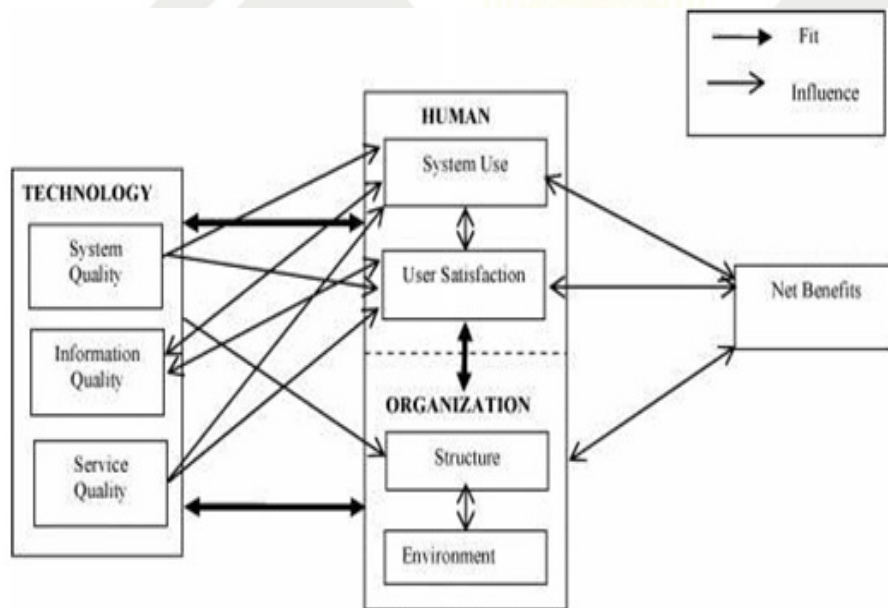 Fit
Influence
HUMAN
System Use
User Satisfaction
TECHNOLOGY
System
Quality
Information
Quality
Service
Quality
ORGANIZATION
Structure
Environment
Net Benefits